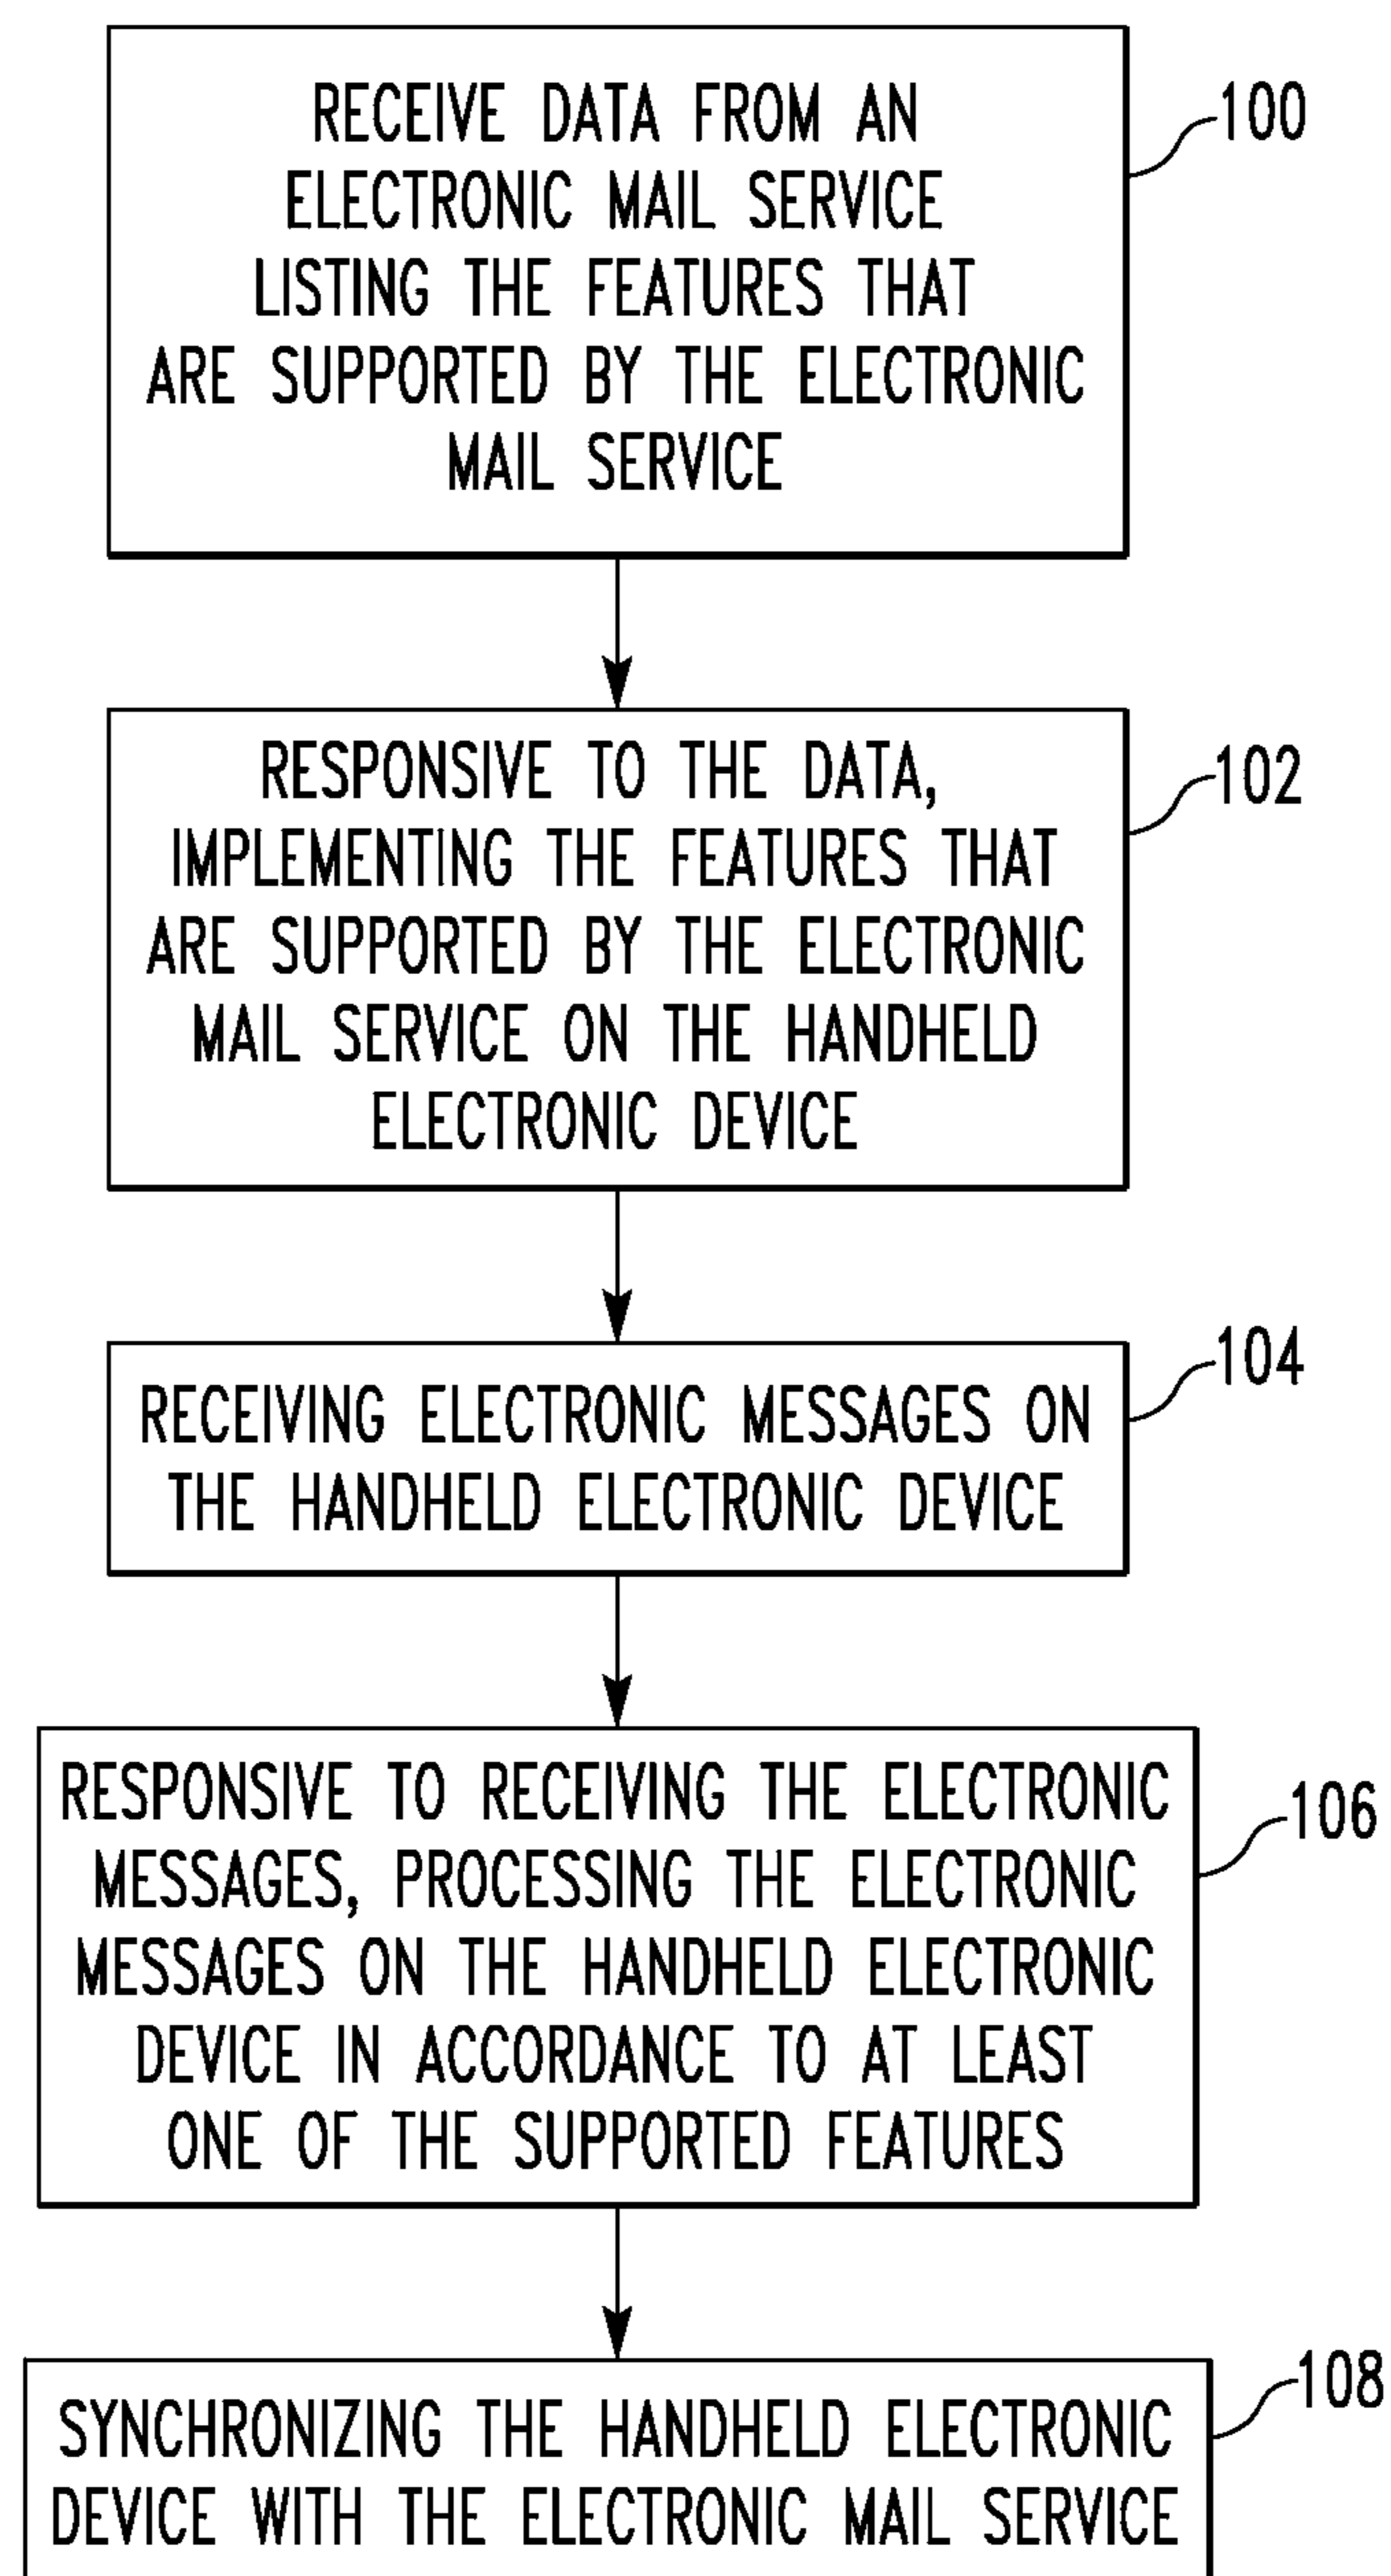 RECEIVE DATA FROM AN
100
ELECTRONIC MAIL SERVICE
LISTING THE FEATURES THAT
ARE SUPPORTED BY THE ELECTRONIC
MAIL SERVICE
RESPONSIVE TO THE DATA,
102
IMPLEMENTING THE FEATURES THAT
ARE SUPPORTED BY THE ELECTRONIC
MAIL SERVICE ON THE HANDHELD
ELECTRONIC DEVICE
104
RECEIVING ELECTRONIC MESSAGES ON
THE HANDHELD ELECTRONIC DEVICE
RESPONSIVE TO RECEIVING THE ELECTRONIC
106
MESSAGES, PROCESSING THE ELECTRONIC
MESSAGES ON THE HANDHELD ELECTRONIC
DEVICE IN ACCORDANCE TO AT LEAST
ONE OF THE SUPPORTED FEATURES
108
SYNCHRONIZING THE HANDHELD ELECTRONIC
DEVICE WITH THE ELECTRONIC MAIL SERVICE